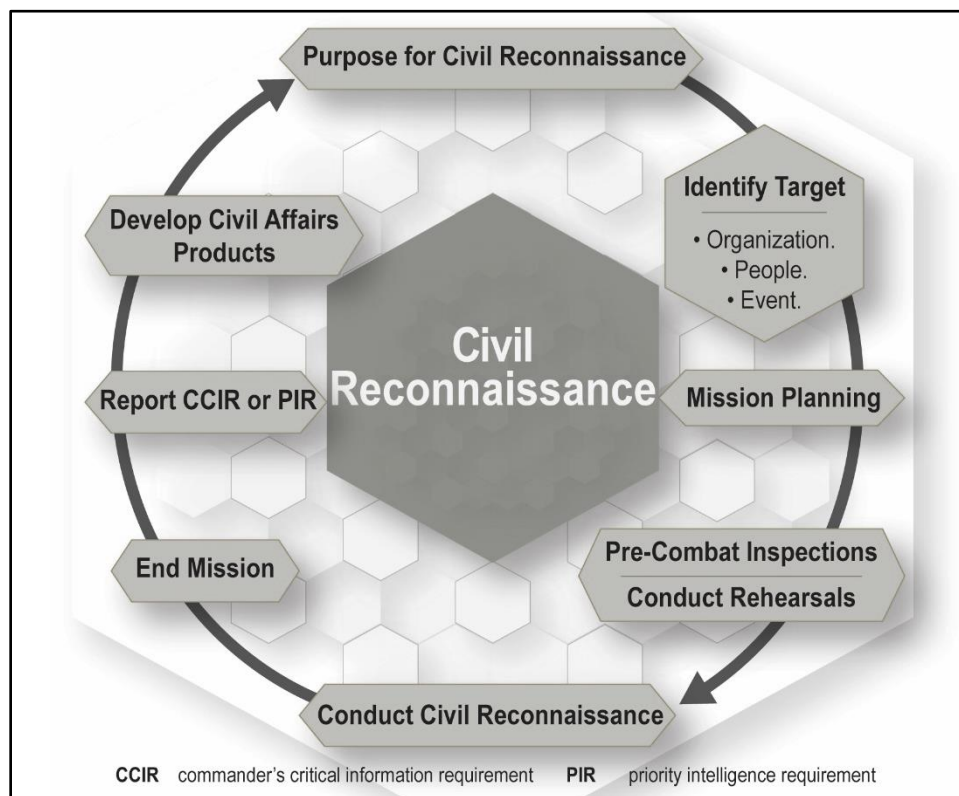 Purpose for Civil Reconnaissance
Identify Target
• Organization.
• People.
• Event.
Mission Planning
Pre-Combat Inspections
Conduct Rehearsals
Conduct Civil Reconnaissance
End Mission
Report CCIR or PIR
Develop Civil Affairs
Products
Civil
Reconnaissance
CCIR commander's critical information requirement PIR priority intelligence requirement